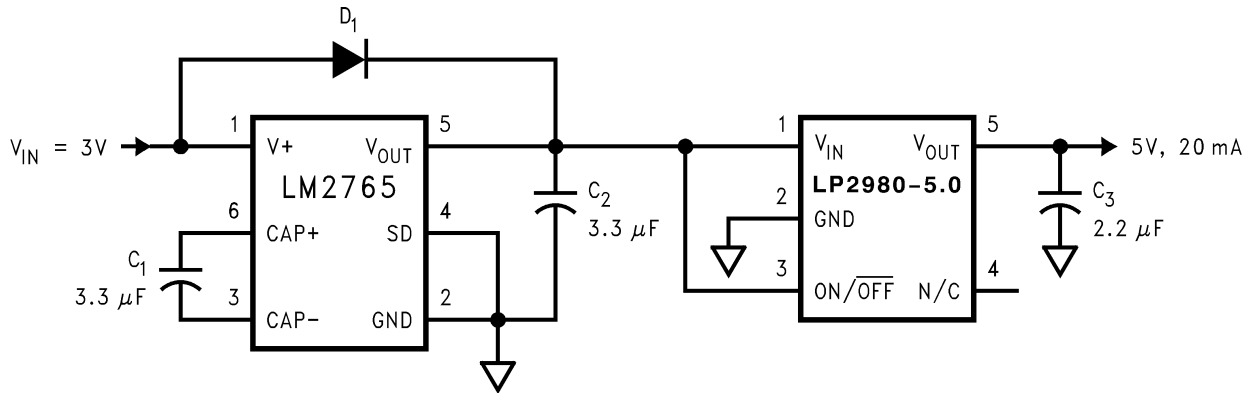 D1
VIN = 3V
1
V+
VOUT
5
LM2765
6
CAP+
SD
4
C1
3.3 µF
3
CAP-
GND
2
C2
3.3 µF
1
VIN
VOUT
5
LP2980-5.0
2
GND
3
ON/OFF
N/C
4
5V, 20 mA
C3
2.2 µF